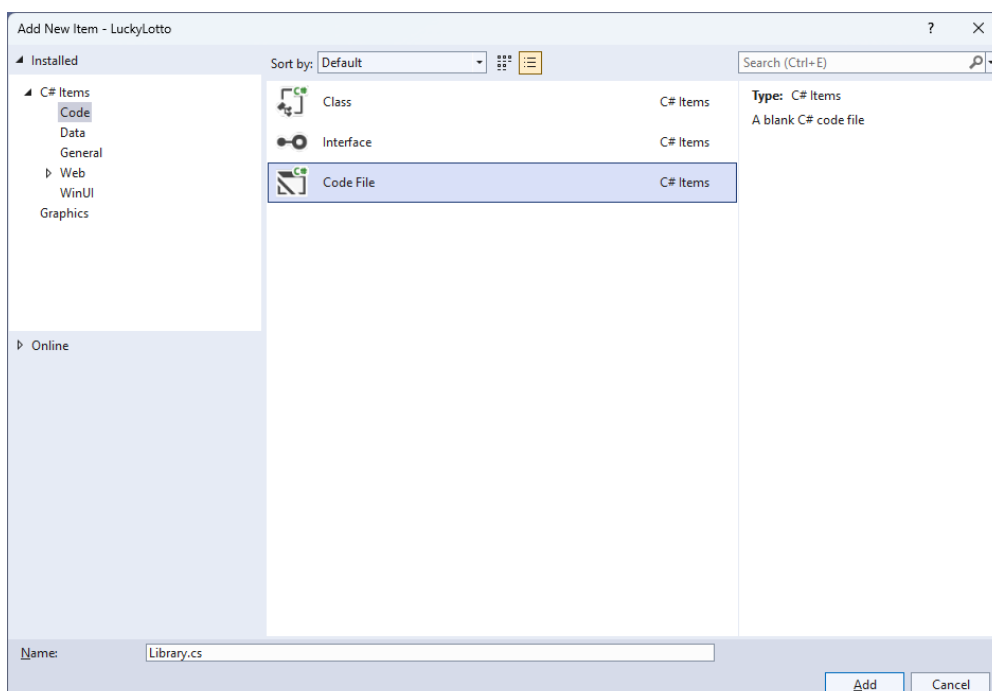 Add New Item - LuckyLotto
Installed
Sort by: Default
Search (Ctrl+E)
C# Items
Code
Data
General
Web
WinUI
Graphics
Online
Class C# Items
Interface C# Items
Code File C# Items
Type: C# Items
A blank C# code file
Name: Library.cs
Add Cancel